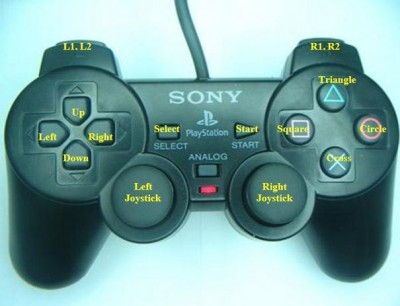 L1, L2
R1, R2
Triangle
Up
SONY
Left
Right
Select
PlayStation
Start
Square
Circle
SELECT
START
Down
Cross
ANALOG
Left
Joystick
Right
Joystick